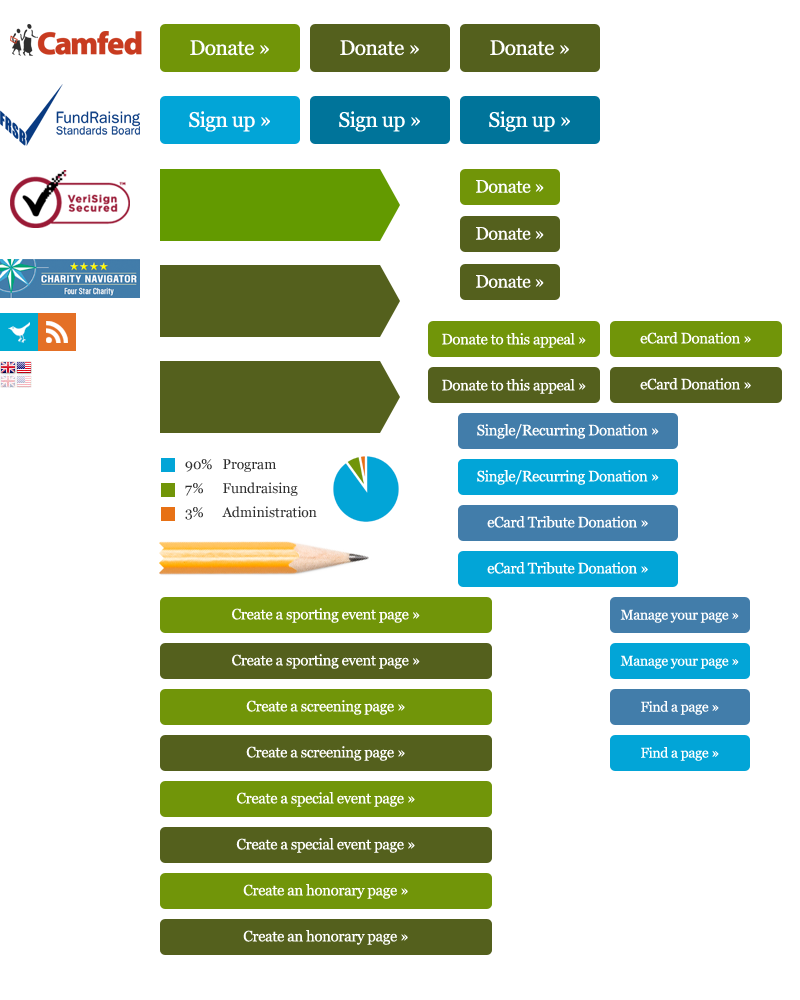 Camfed
Donate »
Donate »
Donate »
FRSB
FundRaising
Standards Board
Sign up »
Sign up »
Sign up »
VeriSign™
Secured
Donate »
Donate »
Donate »
CHARITY NAVIGATOR
Four Star Charity
Donate to this appeal »
eCard Donation »
Donate to this appeal »
eCard Donation »
Single/Recurring Donation »
Single/Recurring Donation »
eCard Tribute Donation »
eCard Tribute Donation »
90% Program
7% Fundraising
3% Administration
Create a sporting event page »
Manage your page »
Create a sporting event page »
Manage your page »
Create a screening page »
Find a page »
Create a screening page »
Find a page »
Create a special event page »
Create a special event page »
Create an honorary page »
Create an honorary page »